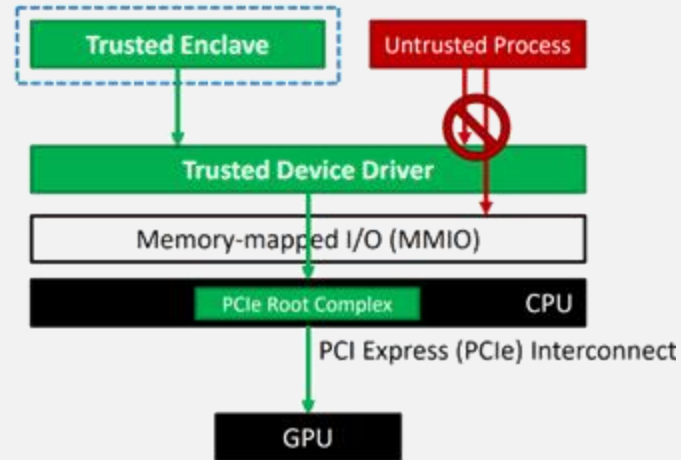 Trusted Enclave
Untrusted Process
Trusted Device Driver
Memory-mapped I/O (MMIO)
PCIe Root Complex
CPU
PCI Express (PCIe) Interconnect
GPU